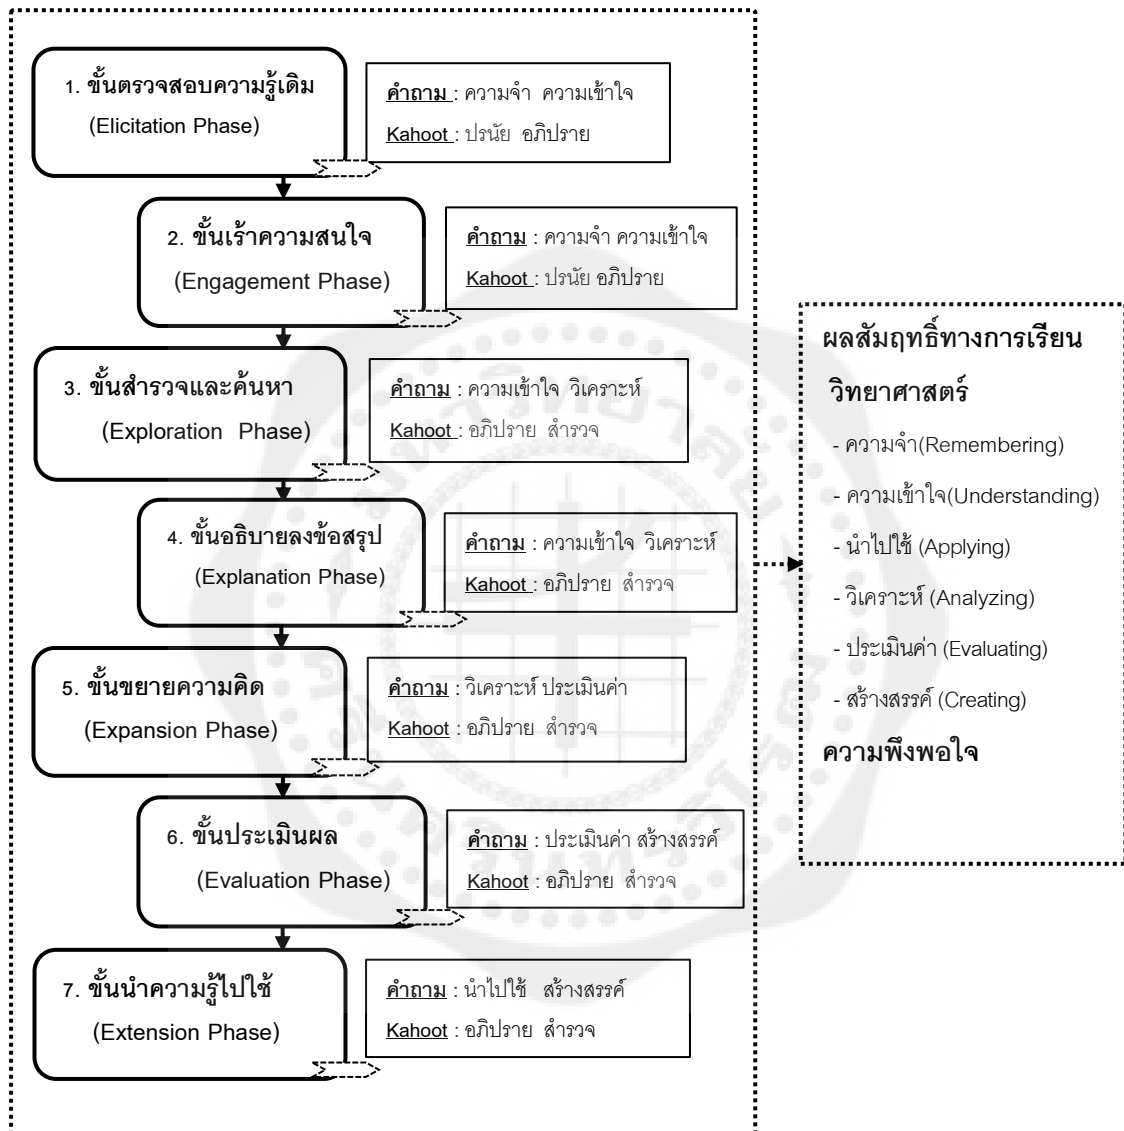 1. ขั้นตรวจสอบความรู้เดิม
(Elicitation Phase)
คำถาม : ความจำ ความเข้าใจ
Kahoot : ปรนัย อภิปราย
2. ขั้นเร้าความสนใจ
(Engagement Phase)
คำถาม : ความจำ ความเข้าใจ
Kahoot : ปรนัย อภิปราย
3. ขั้นสำรวจและค้นหา
(Exploration Phase)
คำถาม : ความเข้าใจ วิเคราะห์
Kahoot : อภิปราย สำรวจ
4. ขั้นอธิบายลงข้อสรุป
(Explanation Phase)
คำถาม : ความเข้าใจ วิเคราะห์
Kahoot : อภิปราย สำรวจ
5. ขั้นขยายความคิด
(Expansion Phase)
คำถาม : วิเคราะห์ ประเมินค่า
Kahoot : อภิปราย สำรวจ
6. ขั้นประเมินผล
(Evaluation Phase)
คำถาม : ประเมินค่า สร้างสรรค์
Kahoot : อภิปราย สำรวจ
7. ขั้นนำความรู้ไปใช้
(Extension Phase)
คำถาม : นำไปใช้ สร้างสรรค์
Kahoot : อภิปราย สำรวจ
ผลสัมฤทธิ์ทางการเรียน
วิทยาศาสตร์
- ความจำ(Remembering)
- ความเข้าใจ(Understanding)
- นำไปใช้ (Applying)
- วิเคราะห์ (Analyzing)
- ประเมินค่า (Evaluating)
- สร้างสรรค์ (Creating)
ความพึงพอใจ